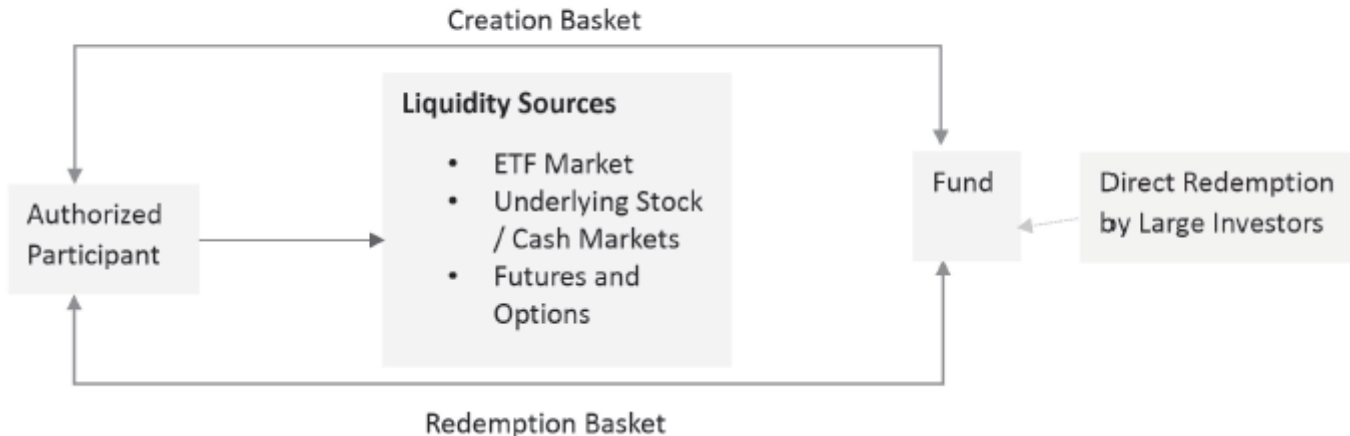 Creation Basket
Liquidity Sources
• ETF Market
• Underlying Stock
/ Cash Markets
• Futures and
Options
Authorized
Participant
Fund
Direct Redemption
by Large Investors
Redemption Basket